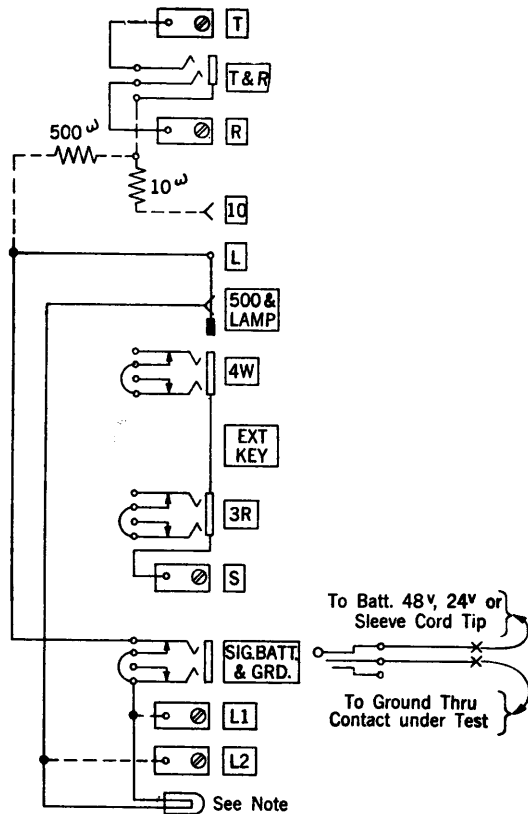 T
T & R
500 ω
R
10 ω
10
L
500 &
LAMP
4W
EXT
KEY
3R
S
To Batt. 48v, 24v or
Sleeve Cord Tip
SIG. BATT.
& GRD.
To Ground Thru
Contact under Test
L1
L2
See Note